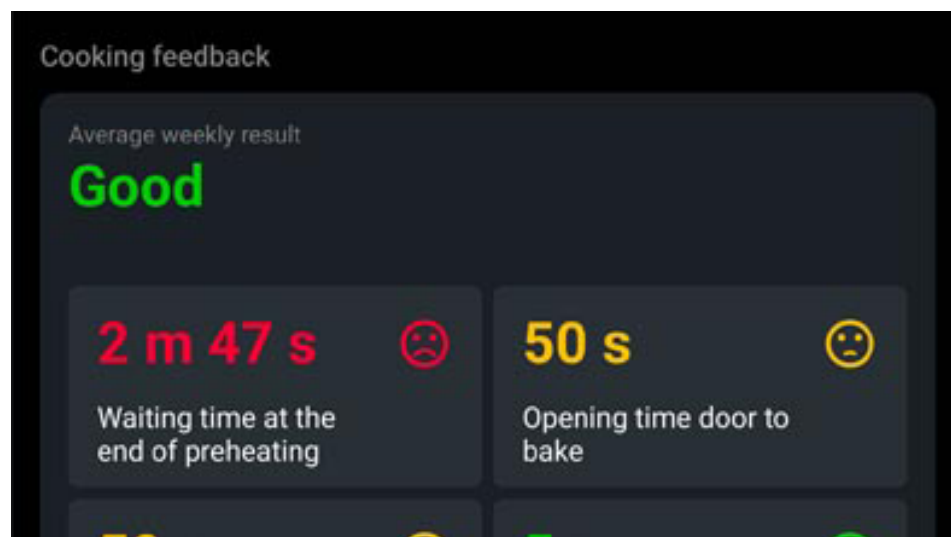 Cooking feedback
Average weekly result
Good
2 m 47 s
50 s
Waiting time at the
end of preheating
Opening time door to
bake